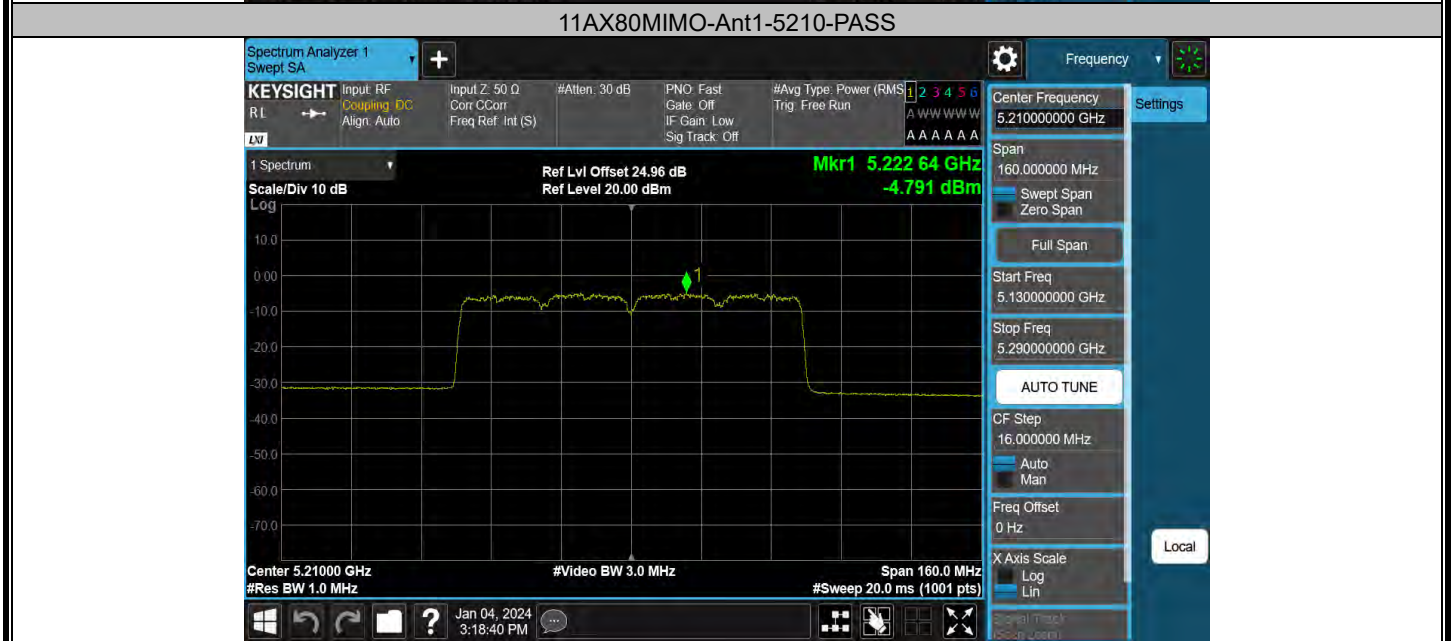 11AX80MIMO-Ant1-5210-PASS
Spectrum Analyzer 1
Swept SA
Frequency
KEYSIGHT
RL
LXI
Input: RF
Coupling: DC
Align: Auto
Input Z: 50 Ω
Corr CCorr
Freq Ref: Int (S)
#Atten: 30 dB
PNO: Fast
Gate: Off
IF Gain: Low
Sig Track: Off
#Avg Type: Power (RMS
Trig: Free Run
1 2 3 4 5 6
A W W W W W
A A A A A A
1 Spectrum
Scale/Div 10 dB
Log
Ref Lvl Offset 24.96 dB
Ref Level 20.00 dBm
Mkr1 5.222 64 GHz
-4.791 dBm
10.0
0.00
-10.0
-20.0
-30.0
-40.0
-50.0
-60.0
-70.0
1
Center 5.21000 GHz
#Res BW 1.0 MHz
#Video BW 3.0 MHz
Span 160.0 MHz
#Sweep 20.0 ms (1001 pts)
Center Frequency
5.210000000 GHz
Span
160.000000 MHz
Swept Span
Zero Span
Full Span
Start Freq
5.130000000 GHz
Stop Freq
5.290000000 GHz
AUTO TUNE
CF Step
16.000000 MHz
Auto
Man
Freq Offset
0 Hz
X Axis Scale
Log
Lin
Signal Track
(Span Zoom)
Settings
Local
?
Jan 04, 2024
3:18:40 PM